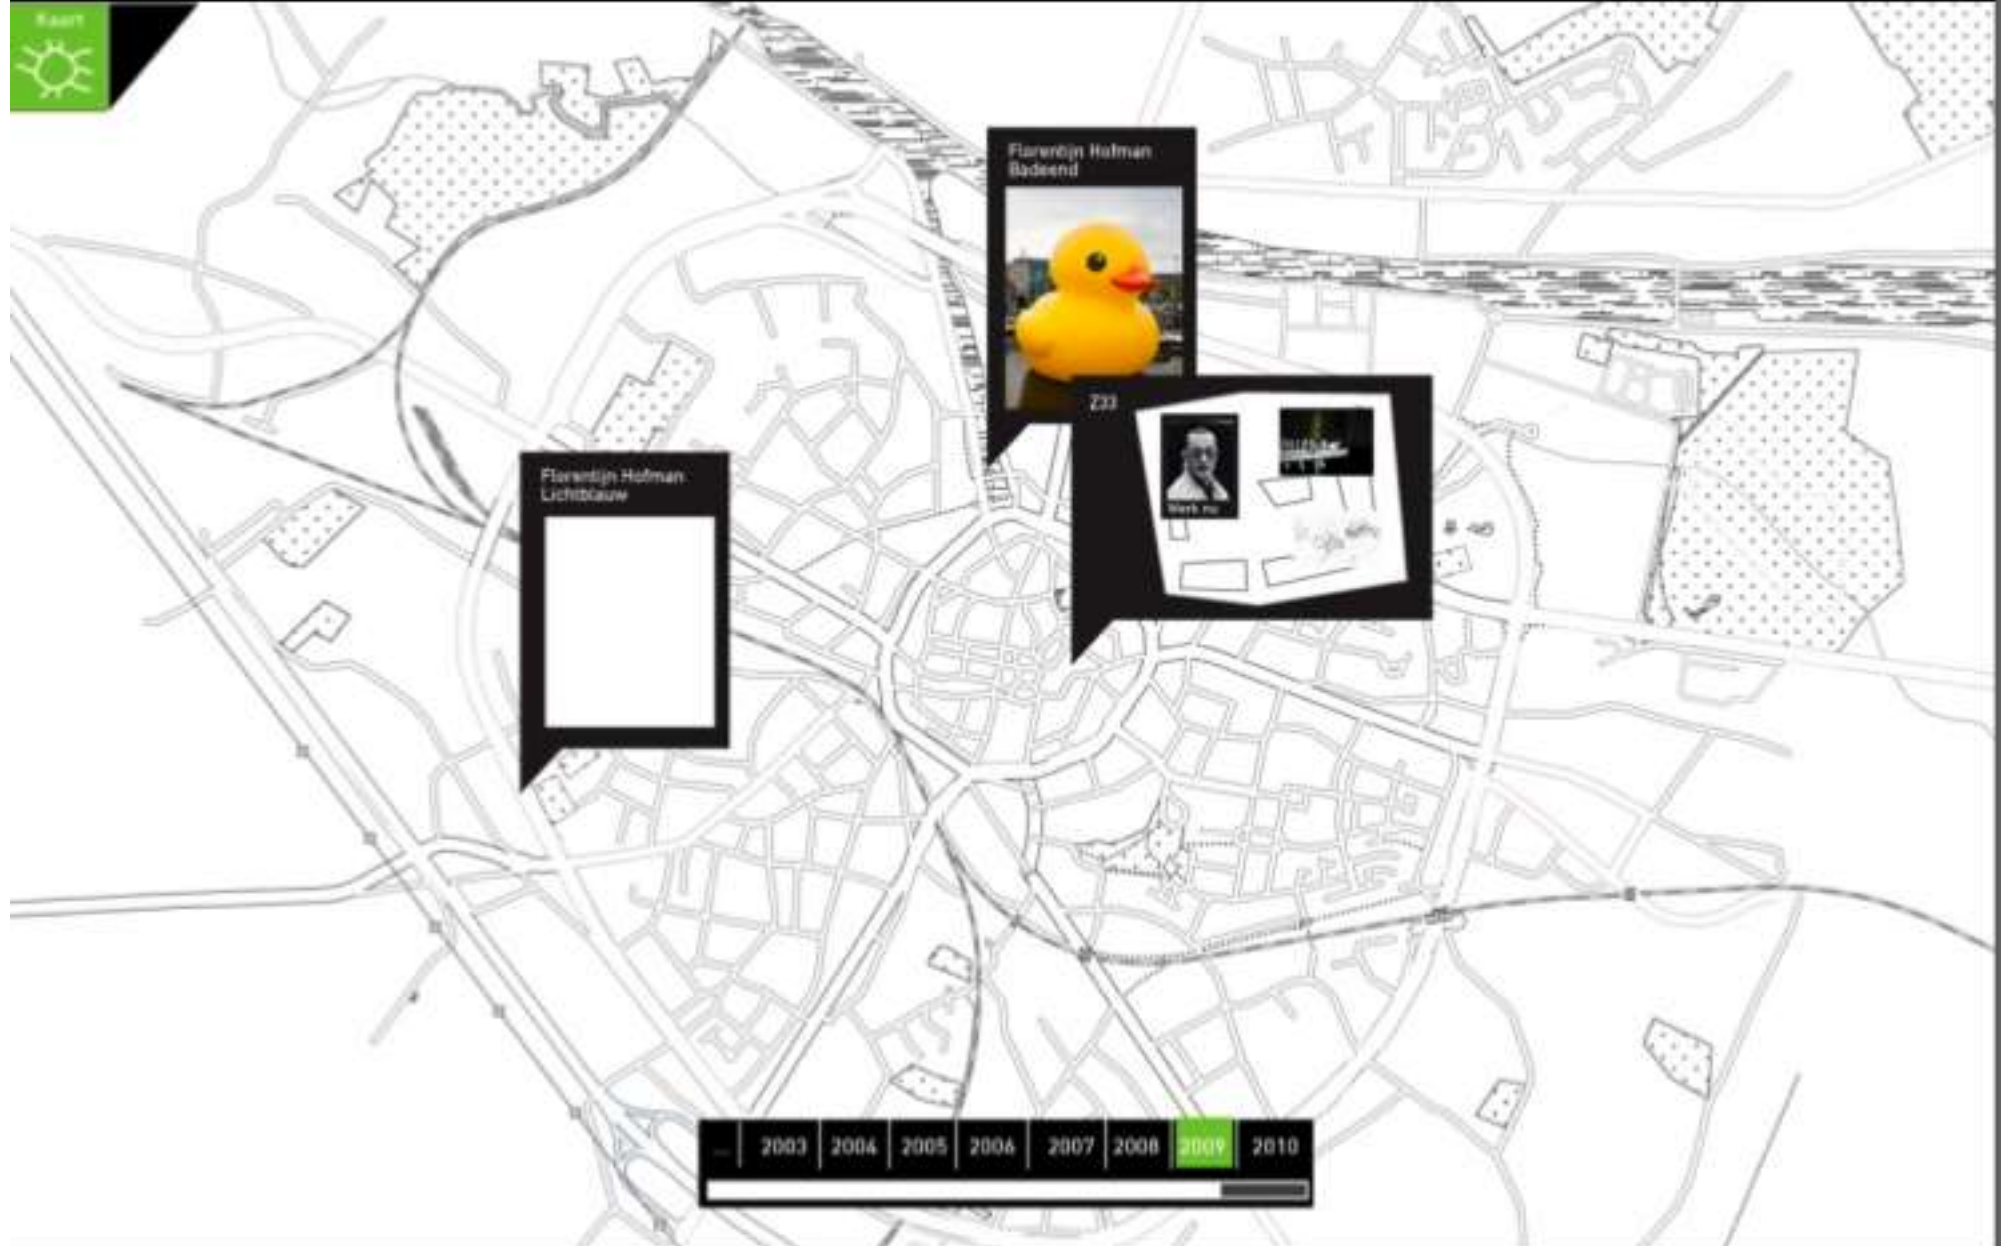 Kaart
Florentijn Hofman
Badeend
Z33
Werk nu
Florentijn Hofman
Lichtblauw
... 2003 2004 2005 2006 2007 2008 2009 2010